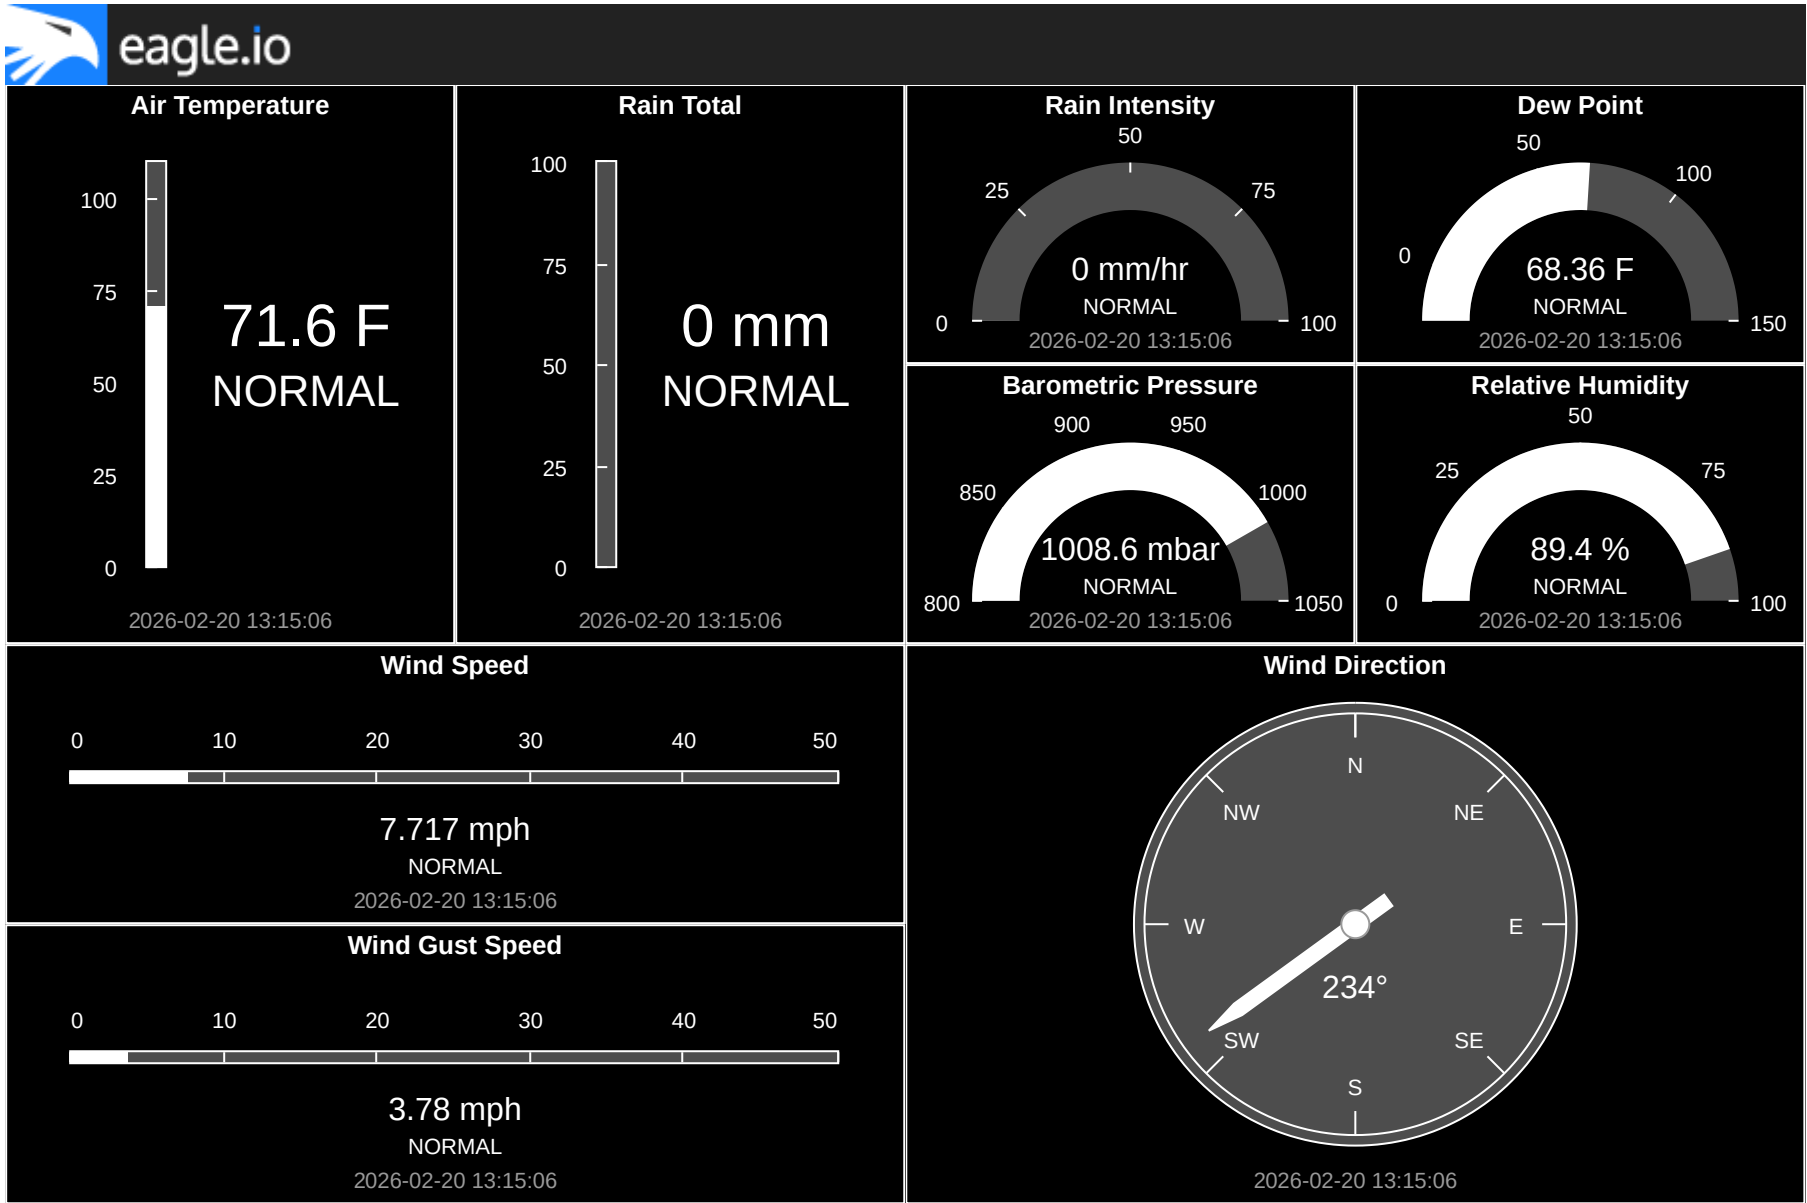 eagle.io
Air Temperature
100
75
50
25
0
71.6 F
NORMAL
2026-02-20 13:15:06
Rain Total
100
75
50
25
0
0 mm
NORMAL
2026-02-20 13:15:06
Rain Intensity
0
25
50
75
100
0 mm/hr
NORMAL
2026-02-20 13:15:06
Dew Point
0
50
100
150
68.36 F
NORMAL
2026-02-20 13:15:06
Barometric Pressure
800
850
900
950
1000
1050
1008.6 mbar
NORMAL
2026-02-20 13:15:06
Relative Humidity
0
25
50
75
100
89.4 %
NORMAL
2026-02-20 13:15:06
Wind Speed
0 10 20 30 40 50
7.717 mph
NORMAL
2026-02-20 13:15:06
Wind Gust Speed
0 10 20 30 40 50
3.78 mph
NORMAL
2026-02-20 13:15:06
Wind Direction
N
NW NE
W E
234°
SW SE
S
2026-02-20 13:15:06